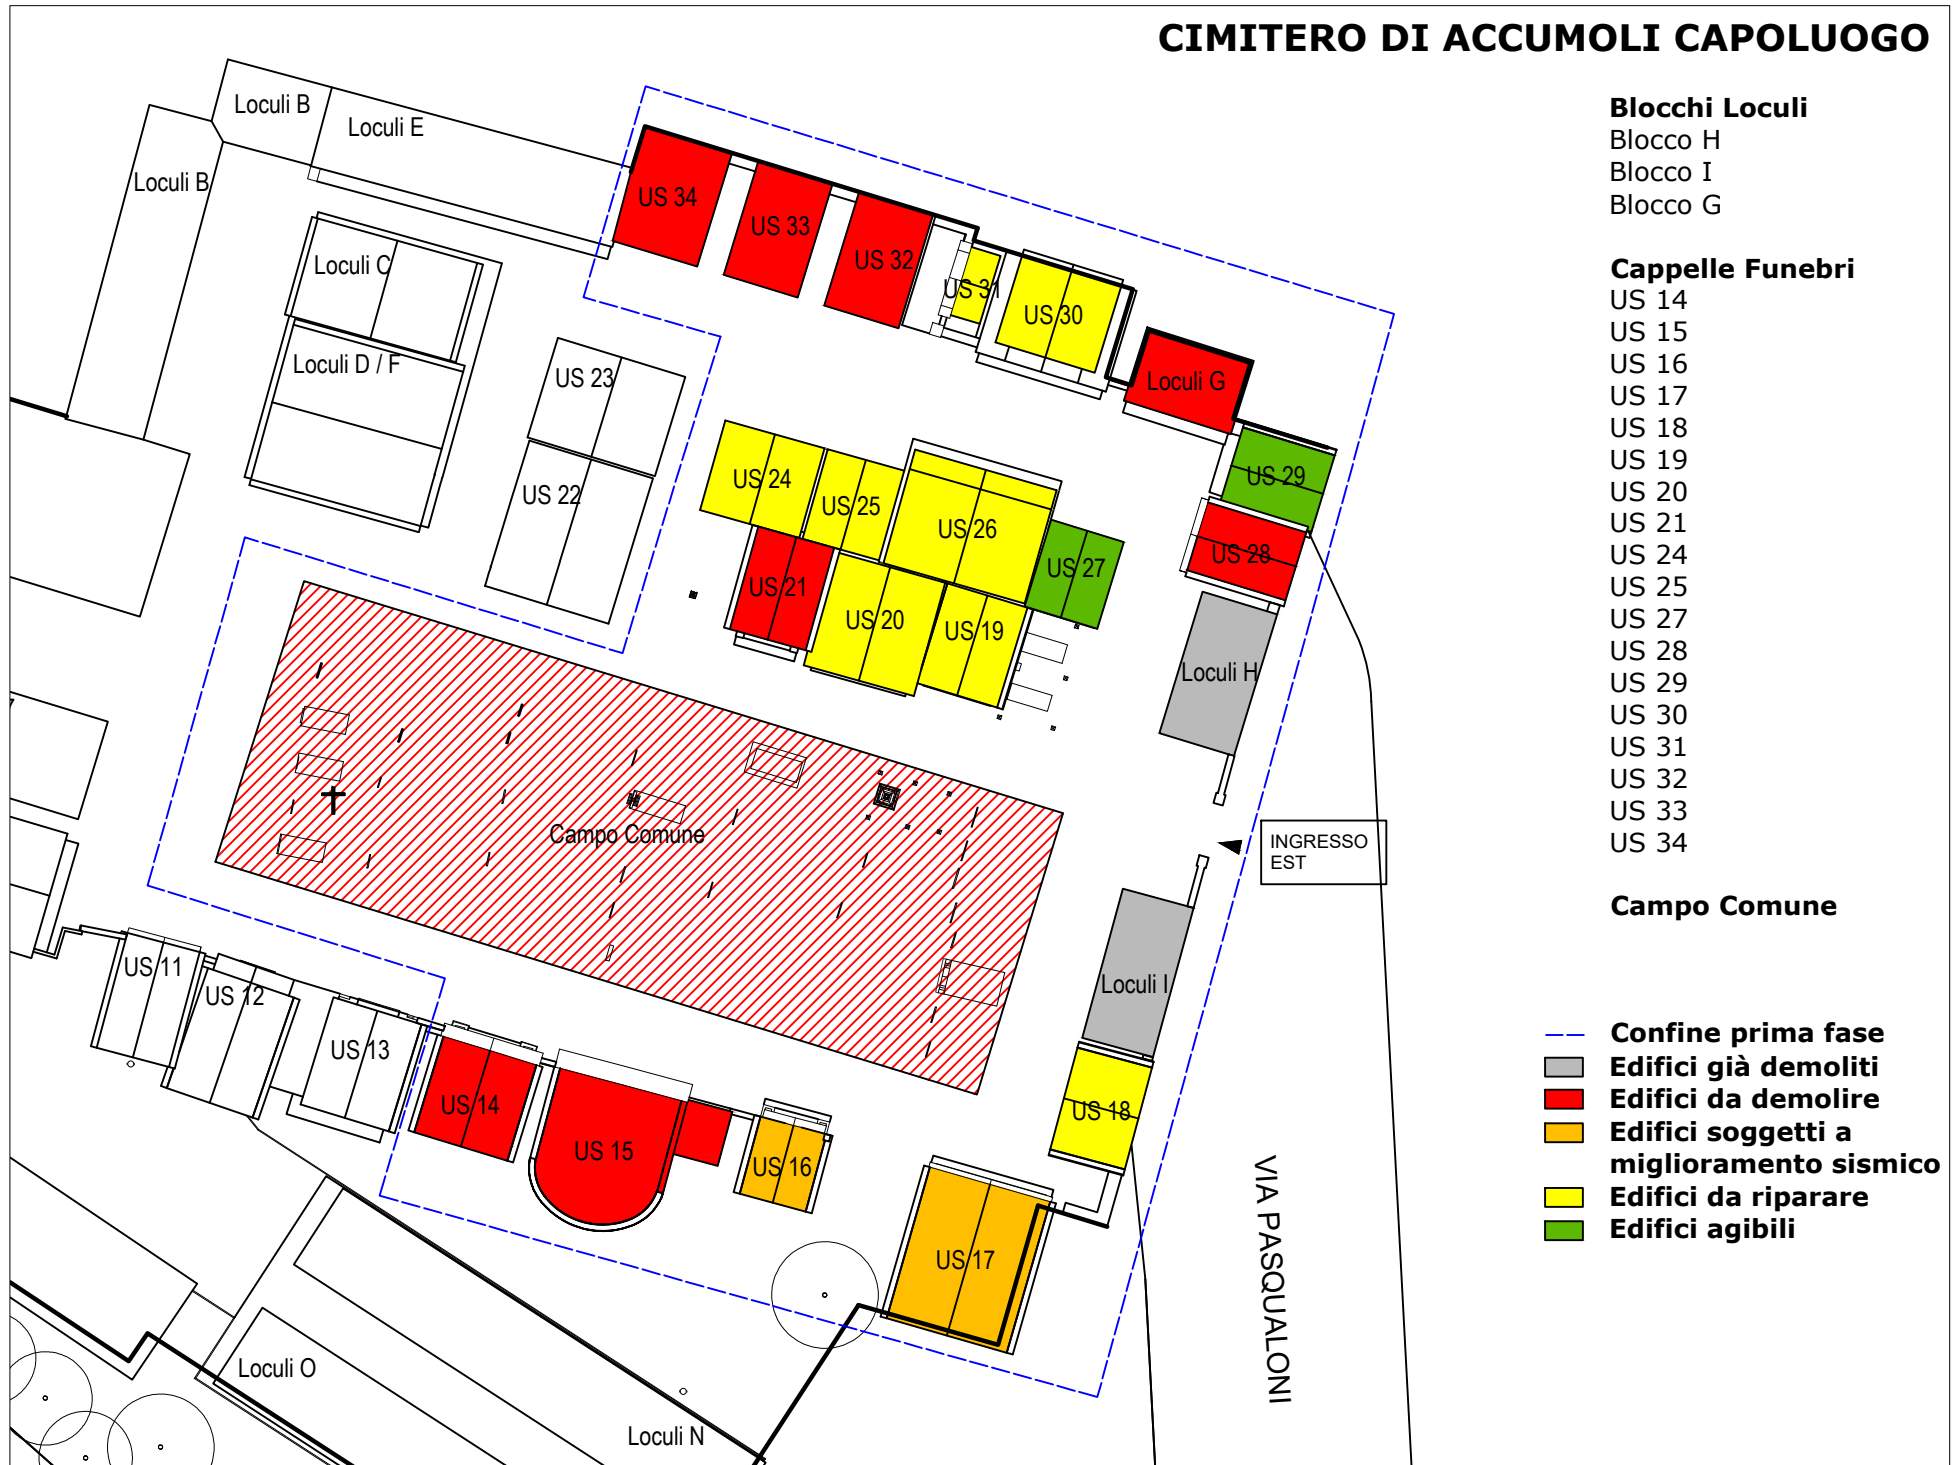 CIMITERO DI ACCUMOLI CAPOLUOGO
Blocchi Loculi
Blocco H
Blocco I
Blocco G
Cappelle Funebri
US 14
US 15
US 16
US 17
US 18
US 19
US 20
US 21
US 24
US 25
US 27
US 28
US 29
US 30
US 31
US 32
US 33
US 34
Campo Comune
Confine prima fase
Edifici già demoliti
Edifici da demolire
Edifici soggetti a
miglioramento sismico
Edifici da riparare
Edifici agibili
Loculi B
Loculi E
Loculi B
US 34
US 33
US 32
US 31
US 30
Loculi C
Loculi D / F
US 23
US 22
Loculi G
US 29
US 28
US 24
US 25
US 26
US 27
US 21
US 20
US 19
Loculi H
Campo Comune
INGRESSO
EST
Loculi I
US 11
US 12
US 13
US 14
US 15
US 16
US 17
US 18
VIA PASQUALONI
Loculi O
Loculi N